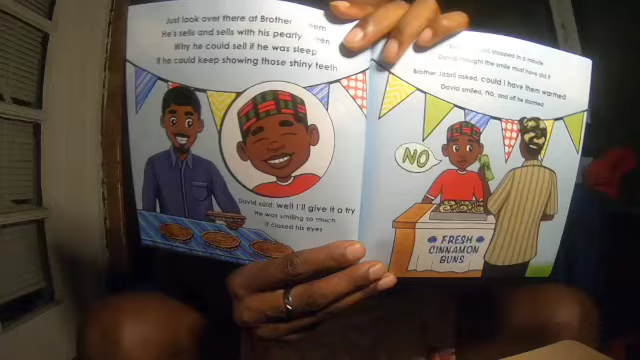 Just look over there at Brother
He's sells and sells with his pearly
Why he could sell if he was sleep
If he could keep showing those shiny teeth
David said, well I'll give it a try
He was smiling so much
it closed his eyes
stopped in a minute
the smile must have did it
Brother Jabril asked, could I have them warmed
David smiled, no, and off he stormed
NO
FRESH
CINNAMON
BUNS